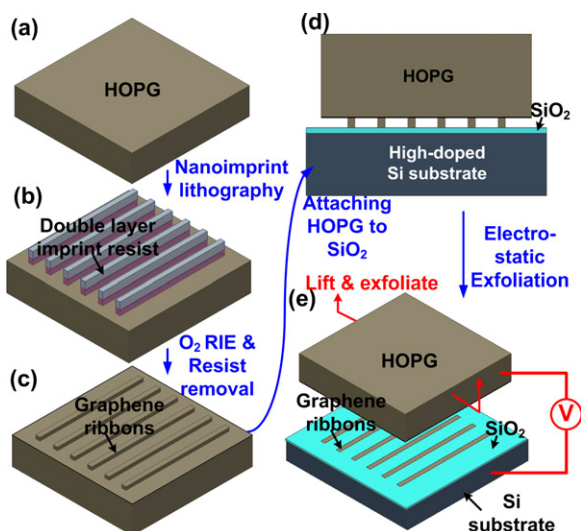 (a)
HOPG
Nanoimprint
lithography
(b)
Double layer
imprint resist
O2 RIE &
Resist
removal
(c)
Graphene
ribbons
(d)
HOPG
SiO2
High-doped
Si substrate
Attaching
HOPG to
SiO2
Electro-
static
Exfoliation
(e)
Lift & exfoliate
HOPG
Graphene
ribbons
SiO2
V
Si
substrate